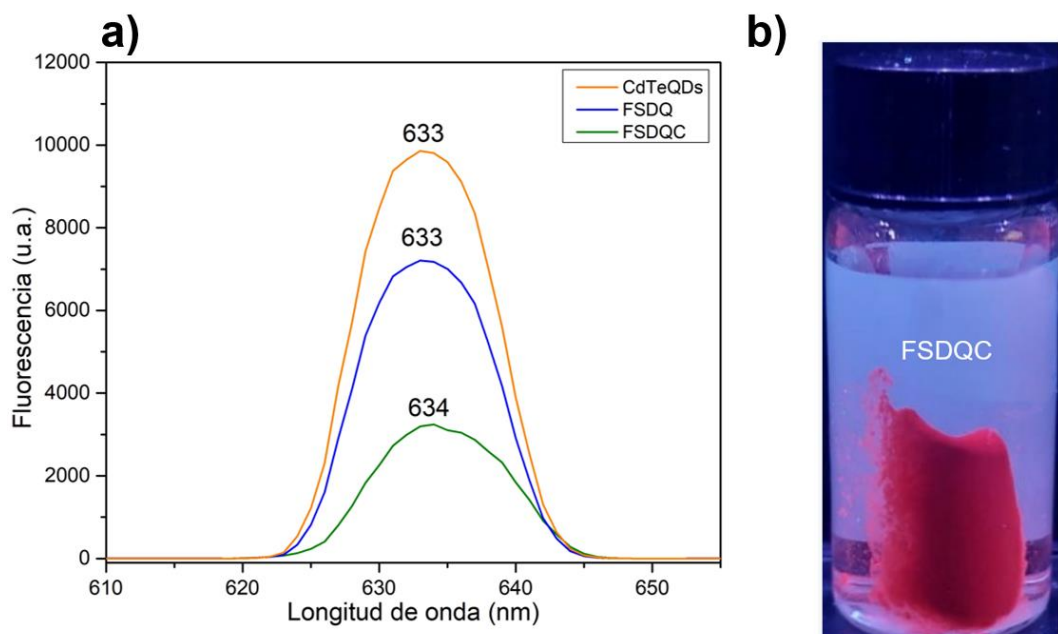 a)
b)
12000
10000
8000
6000
4000
2000
0
Fluorescencia (u.a.)
CdTeQDs
FSDQ
FSDQC
633
633
634
610
620
630
640
650
Longitud de onda (nm)
FSDQC